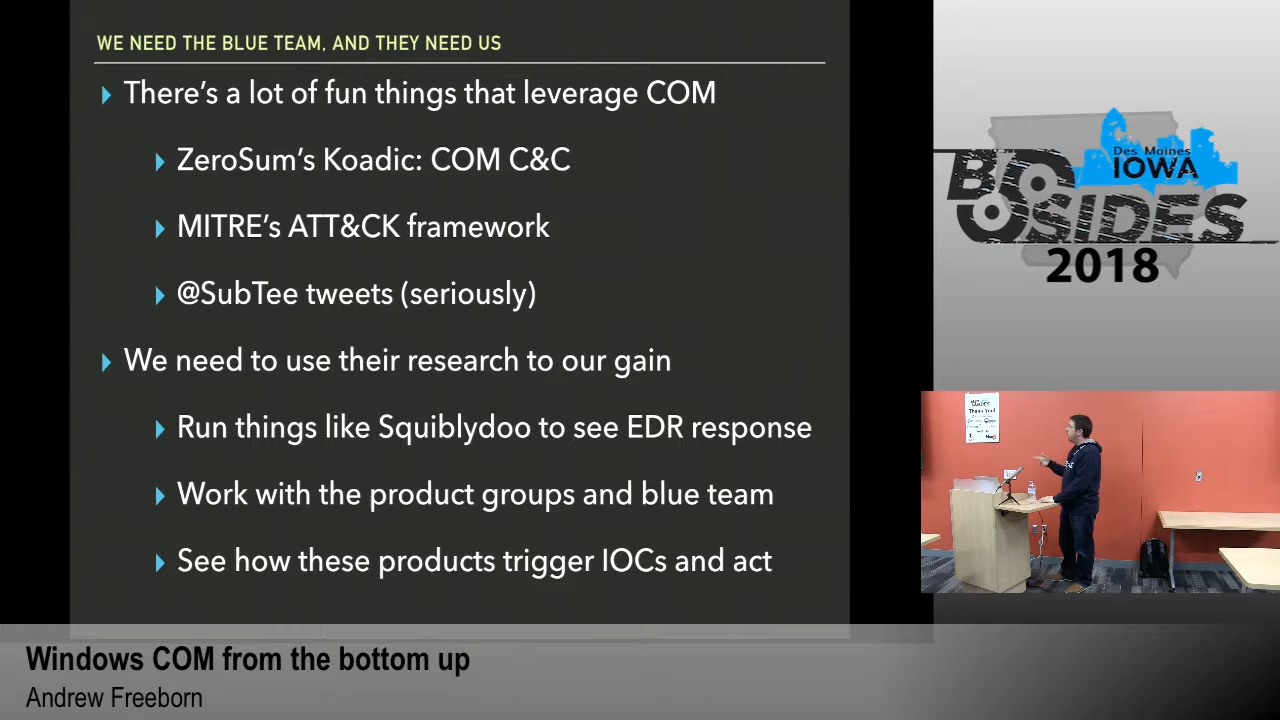 WE NEED THE BLUE TEAM, AND THEY NEED US
There's a lot of fun things that leverage COM
ZeroSum's Koadic: COM C&C
MITRE's ATT&CK framework
@SubTee tweets (seriously)
We need to use their research to our gain
Run things like Squiblydoo to see EDR response
Work with the product groups and blue team
See how these products trigger IOCs and act
Des Moines
IOWA
BSIDES
2018
Thank You!
Windows COM from the bottom up
Andrew Freeborn